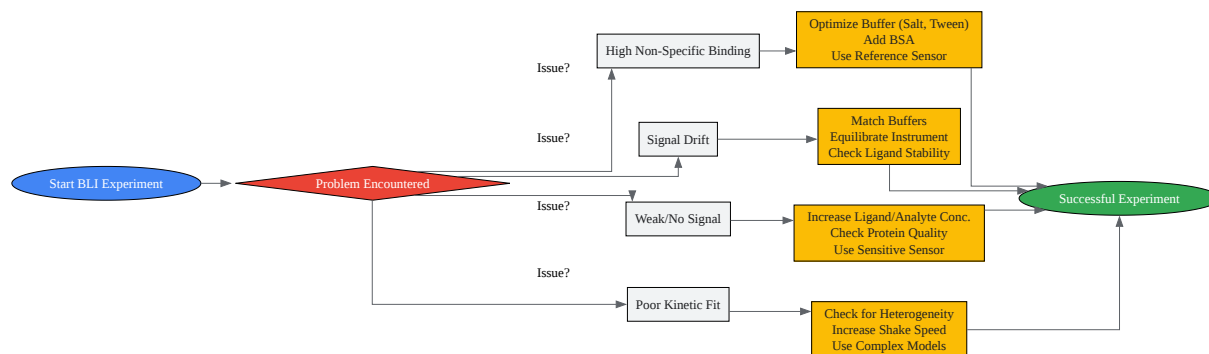 Start BLI Experiment
Problem Encountered
Issue?
High Non-Specific Binding
Optimize Buffer (Salt, Tween)
Add BSA
Use Reference Sensor
Issue?
Signal Drift
Match Buffers
Equilibrate Instrument
Check Ligand Stability
Issue?
Weak/No Signal
Increase Ligand/Analyte Conc.
Check Protein Quality
Use Sensitive Sensor
Issue?
Poor Kinetic Fit
Check for Heterogeneity
Increase Shake Speed
Use Complex Models
Successful Experiment